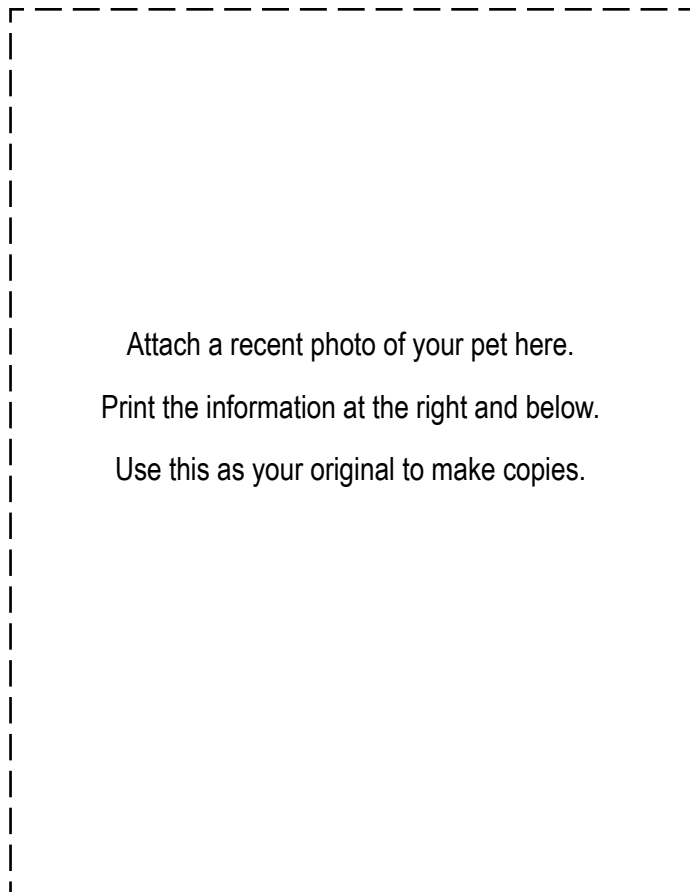 Attach a recent photo of your pet here.
Print the information at the right and below.
Use this as your original to make copies.